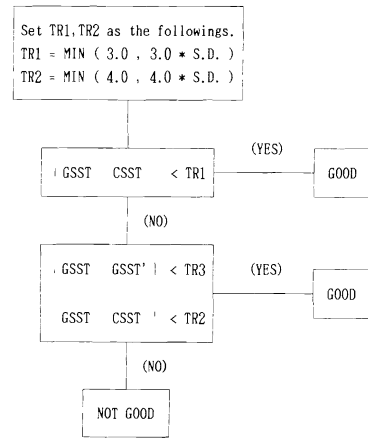 Set TR1,TR2 as the followings.
TR1 = MIN ( 3.0 , 3.0 * S.D. )
TR2 = MIN ( 4.0 , 4.0 * S.D. )
(YES)
| GSST CSST < TR1
GOOD
(NO)
| GSST GSST' | < TR3
(YES)
GOOD
GSST CSST ' < TR2
(NO)
NOT GOOD